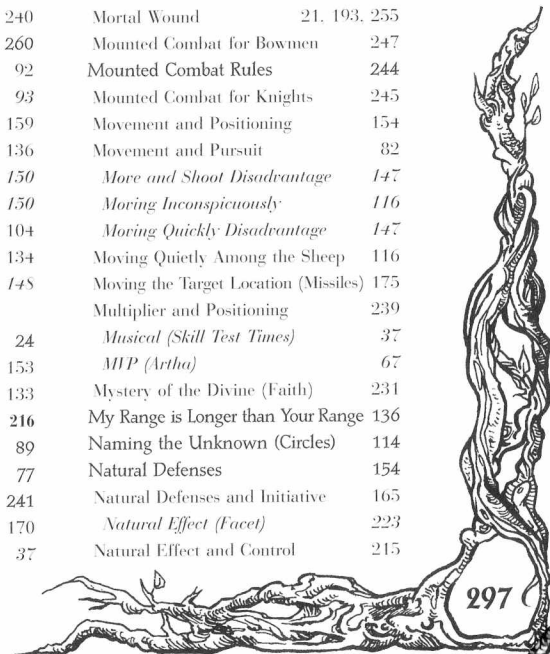 240
260
92
93
159
136
150
150
104
134
148
24
153
133
216
89
77
241
170
37
Mortal Wound 21, 193, 255
Mounted Combat for Bowmen 247
Mounted Combat Rules 244
Mounted Combat for Knights 245
Movement and Positioning 154
Movement and Pursuit 82
Move and Shoot Disadvantage 147
Moving Inconspicuously 116
Moving Quickly Disadvantage 147
Moving Quietly Among the Sheep 116
Moving the Target Location (Missiles) 175
Multiplier and Positioning 239
Musical (Skill Test Times) 37
MVP (Artha) 67
Mystery of the Divine (Faith) 231
My Range is Longer than Your Range 136
Naming the Unknown (Circles) 114
Natural Defenses 154
Natural Defenses and Initiative 165
Natural Effect (Facet) 223
Natural Effect and Control 215
297